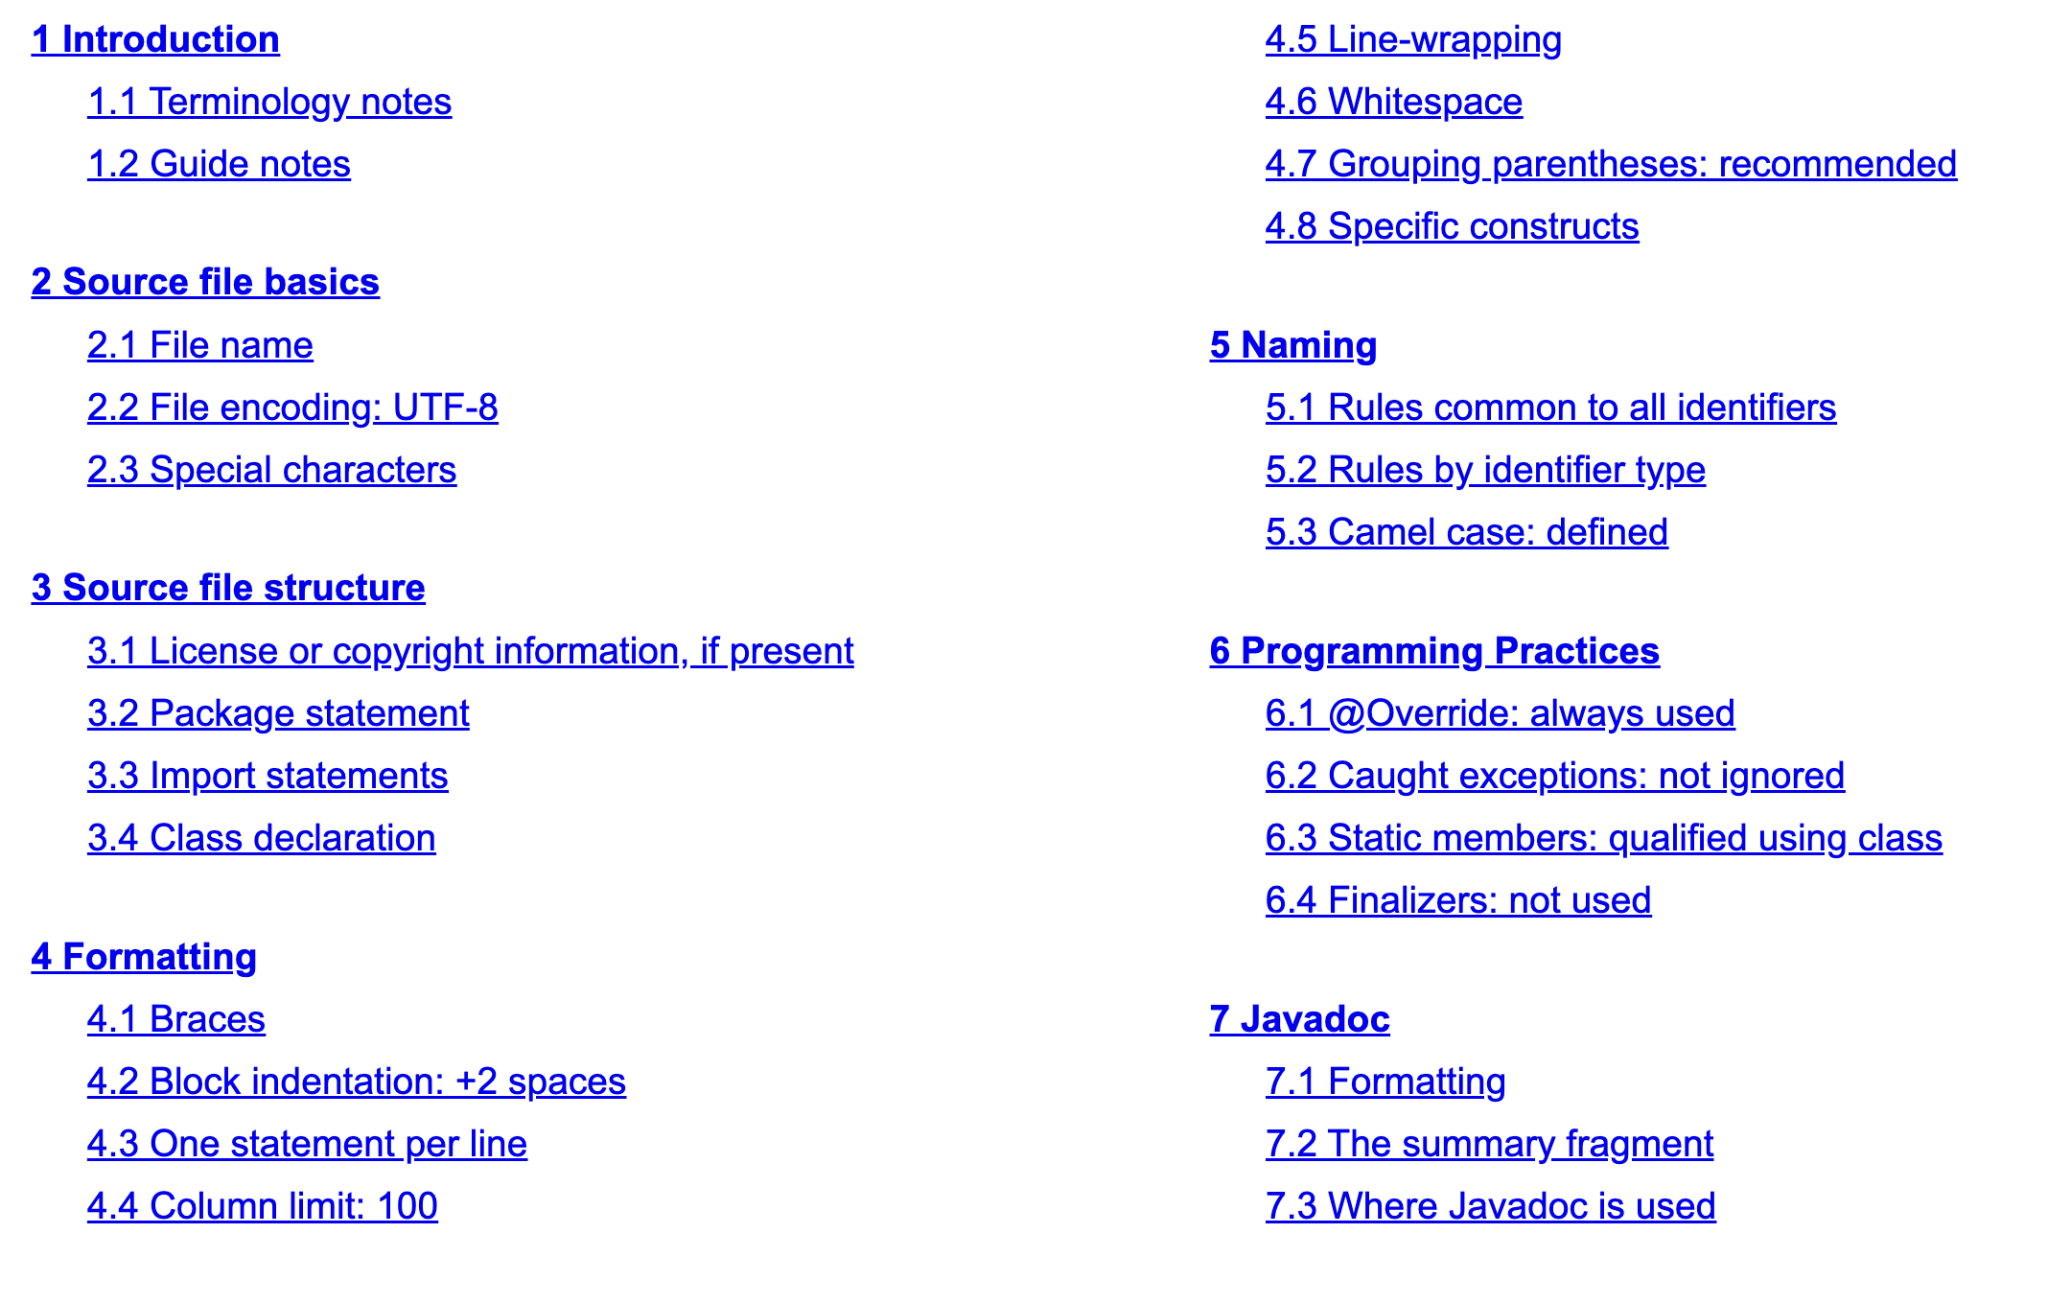 1 Introduction
1.1 Terminology notes
1.2 Guide notes
2 Source file basics
2.1 File name
2.2 File encoding: UTF-8
2.3 Special characters
3 Source file structure
3.1 License or copyright information, if present
3.2 Package statement
3.3 Import statements
3.4 Class declaration
4 Formatting
4.1 Braces
4.2 Block indentation: +2 spaces
4.3 One statement per line
4.4 Column limit: 100
4.5 Line-wrapping
4.6 Whitespace
4.7 Grouping parentheses: recommended
4.8 Specific constructs
5 Naming
5.1 Rules common to all identifiers
5.2 Rules by identifier type
5.3 Camel case: defined
6 Programming Practices
6.1 @Override: always used
6.2 Caught exceptions: not ignored
6.3 Static members: qualified using class
6.4 Finalizers: not used
7 Javadoc
7.1 Formatting
7.2 The summary fragment
7.3 Where Javadoc is used